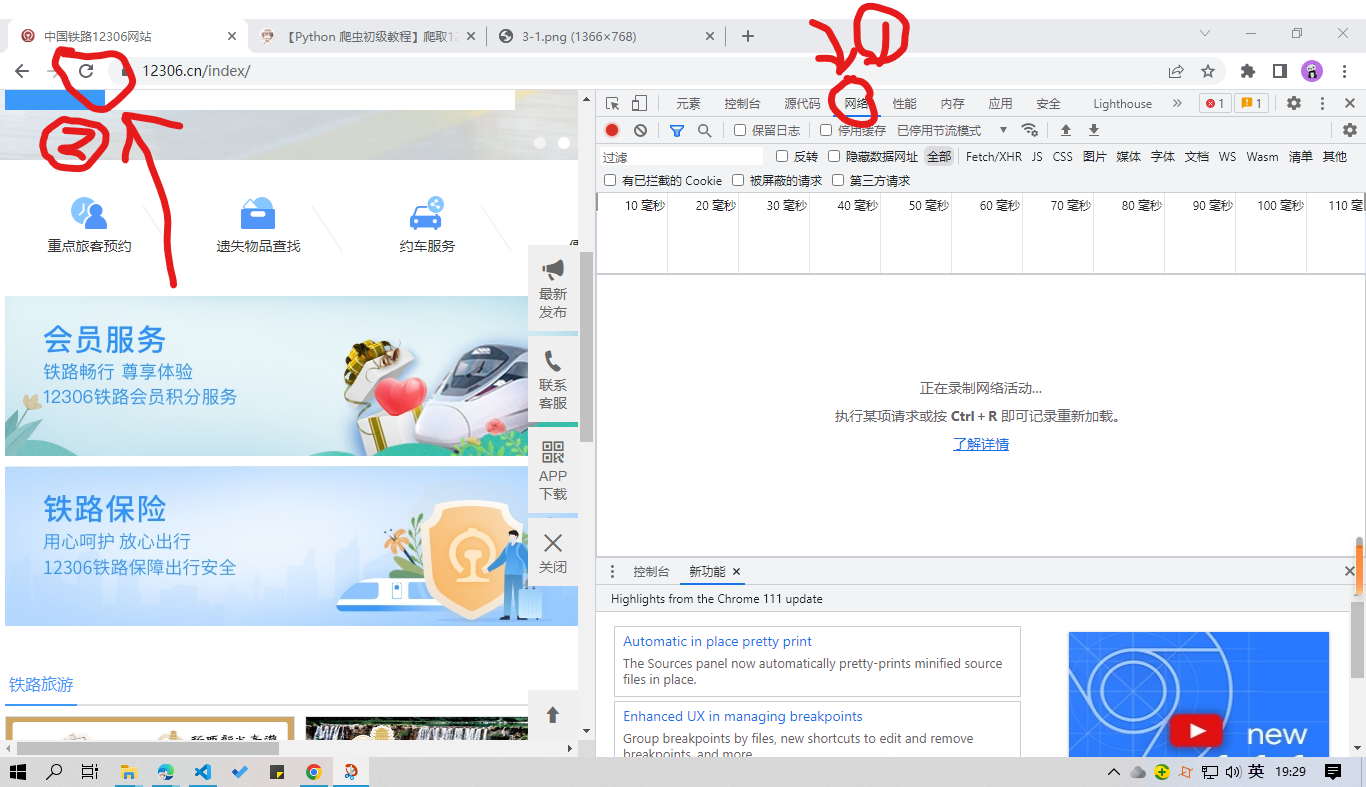 中国铁路12306网站
【Python 爬虫初级教程】爬取12
3-1.png (1366×768)
1
12306.cn/index/
2
元素 控制台 源代码 网络 性能 内存 应用 安全 Lighthouse » 1 1
保留日志 停用缓存 已停用节流模式
过滤 反转 隐藏数据网址 全部 Fetch/XHR JS CSS 图片 媒体 字体 文档 WS Wasm 清单 其他
有已拦截的 Cookie 被屏蔽的请求 第三方请求
10 毫秒 20 毫秒 30 毫秒 40 毫秒 50 毫秒 60 毫秒 70 毫秒 80 毫秒 90 毫秒 100 毫秒 110 毫
重点旅客预约 遗失物品查找 约车服务
最新
发布
会员服务
铁路畅行 尊享体验
12306铁路会员积分服务
联系
客服
APP
下载
关闭
铁路保险
用心呵护 放心出行
12306铁路保障出行安全
铁路旅游
正在录制网络活动...
执行某项请求或按 Ctrl + R 即可记录重新加载。
了解详情
控制台 新功能
Highlights from the Chrome 111 update
Automatic in place pretty print
The Sources panel now automatically pretty-prints minified source
files in place.
Enhanced UX in managing breakpoints
Group breakpoints by files, new shortcuts to edit and remove
breakpoints, and more.
new
英 19:29